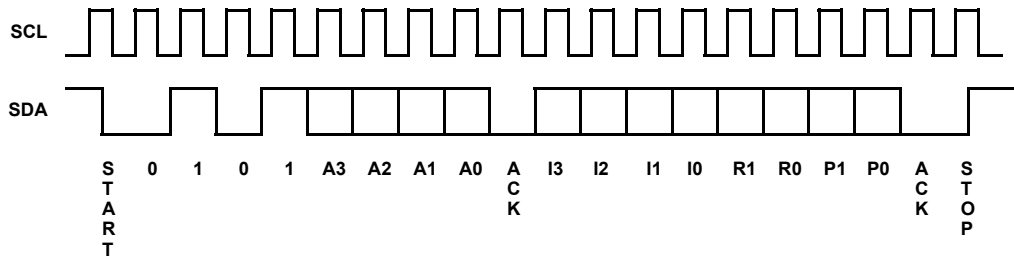 SCL
SDA
START 0 1 0 1 A3 A2 A1 A0 ACK I3 I2 I1 I0 R1 R0 P1 P0 ACK STOP